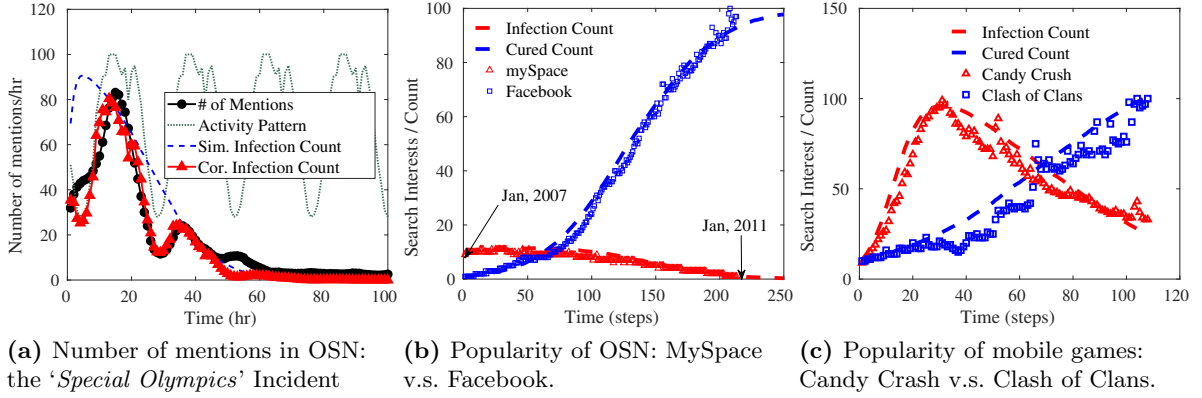 120
100
80
60
40
20
0
Number of mentions/hr
# of Mentions
Activity Pattern
Sim. Infection Count
Cor. Infection Count
0 20 40 60 80 100
Time (hr)
(a) Number of mentions in OSN:
the ‘Special Olympics’ Incident
100
80
60
40
20
0
Search Interests / Count
Infection Count
Cured Count
mySpace
Facebook
Jan, 2007
Jan, 2011
0 50 100 150 200 250
Time (steps)
(b) Popularity of OSN: MySpace
v.s. Facebook.
150
100
50
0
Search Interest / Count
Infection Count
Cured Count
Candy Crush
Clash of Clans
0 20 40 60 80 100 120
Time (steps)
(c) Popularity of mobile games:
Candy Crash v.s. Clash of Clans.